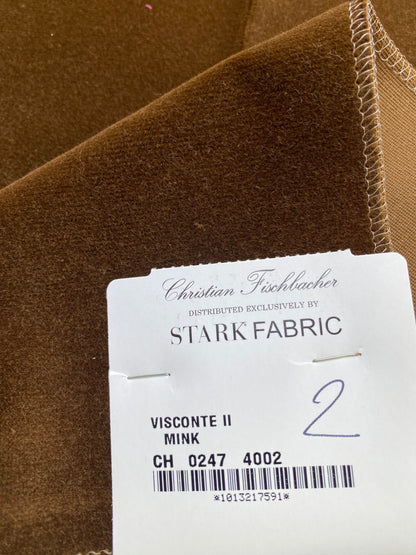 Christian Fischbacher
DISTRIBUTED EXCLUSIVELY BY
STARK FABRIC
2
VISCONTE II
MINK
CH 0247 4002
*1013217591*